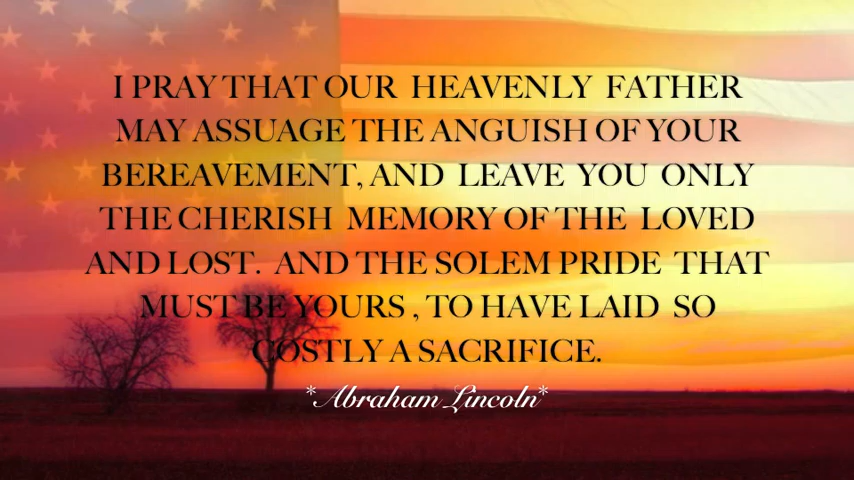 I PRAY THAT OUR HEAVENLY FATHER
MAY ASSUAGE THE ANGUISH OF YOUR
BEREAVEMENT, AND LEAVE YOU ONLY
THE CHERISH MEMORY OF THE LOVED
AND LOST. AND THE SOLEM PRIDE THAT
MUST BE YOURS , TO HAVE LAID SO
COSTLY A SACRIFICE.
*Abraham Lincoln*